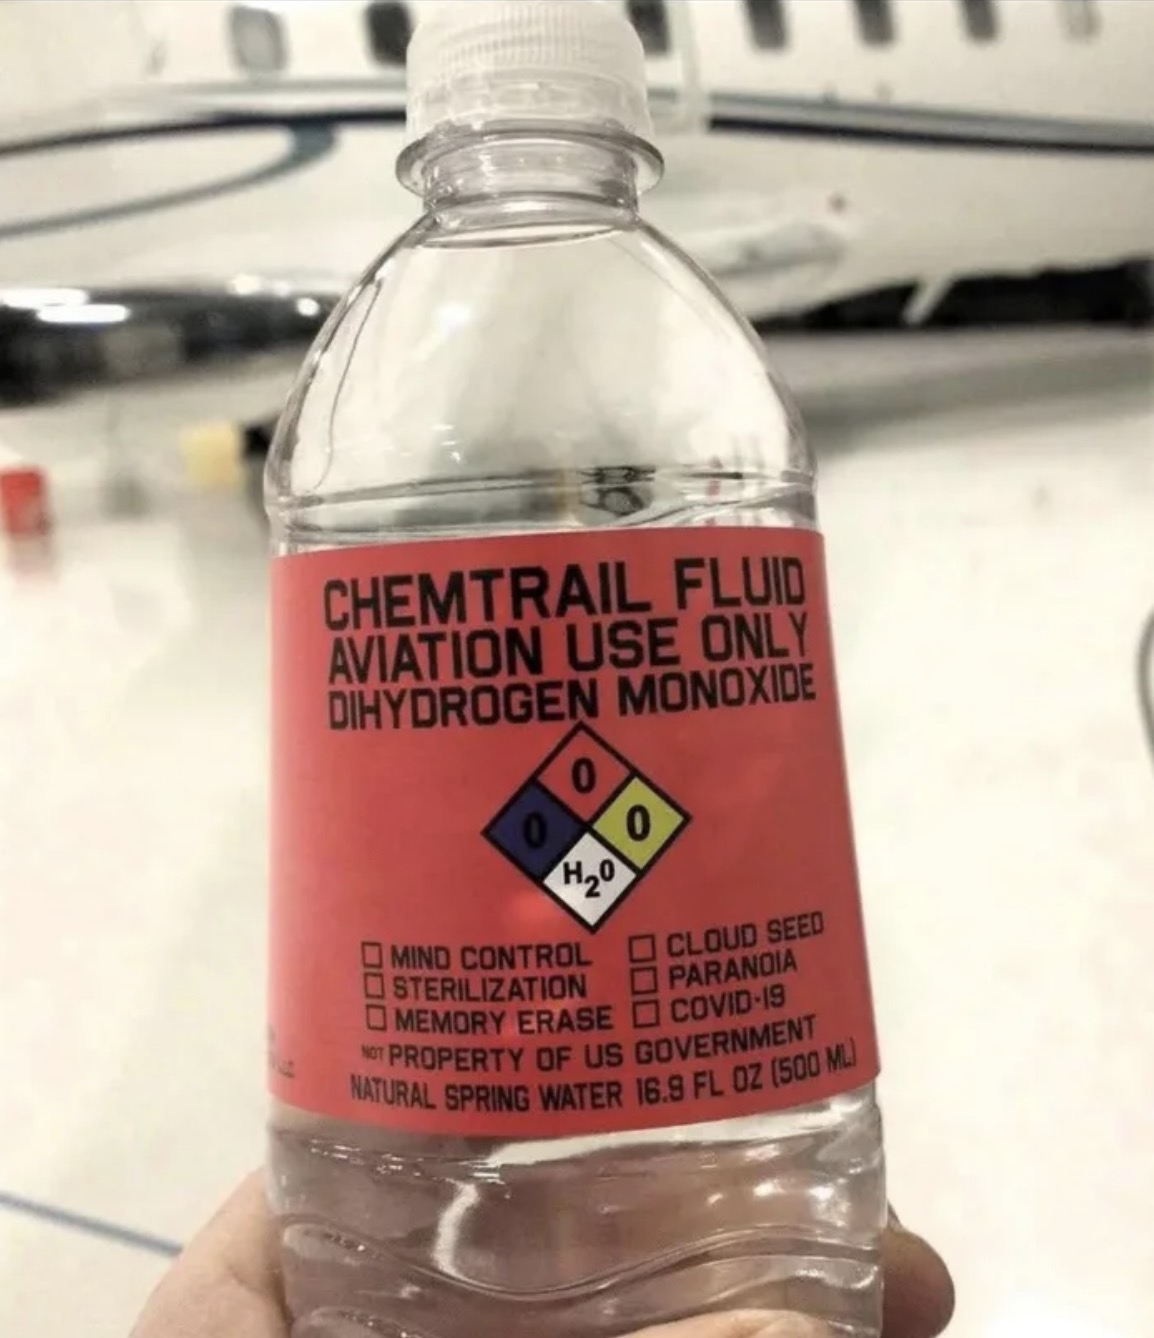 CHEMTRAIL FLUID
AVIATION USE ONLY
DIHYDROGEN MONOXIDE
0
0 0
H₂0
MIND CONTROL
STERILIZATION
MEMORY ERASE
CLOUD SEED
PARANOIA
COVID-19
NOT PROPERTY OF US GOVERNMENT
NATURAL SPRING WATER 16.9 FL OZ (500 ML)